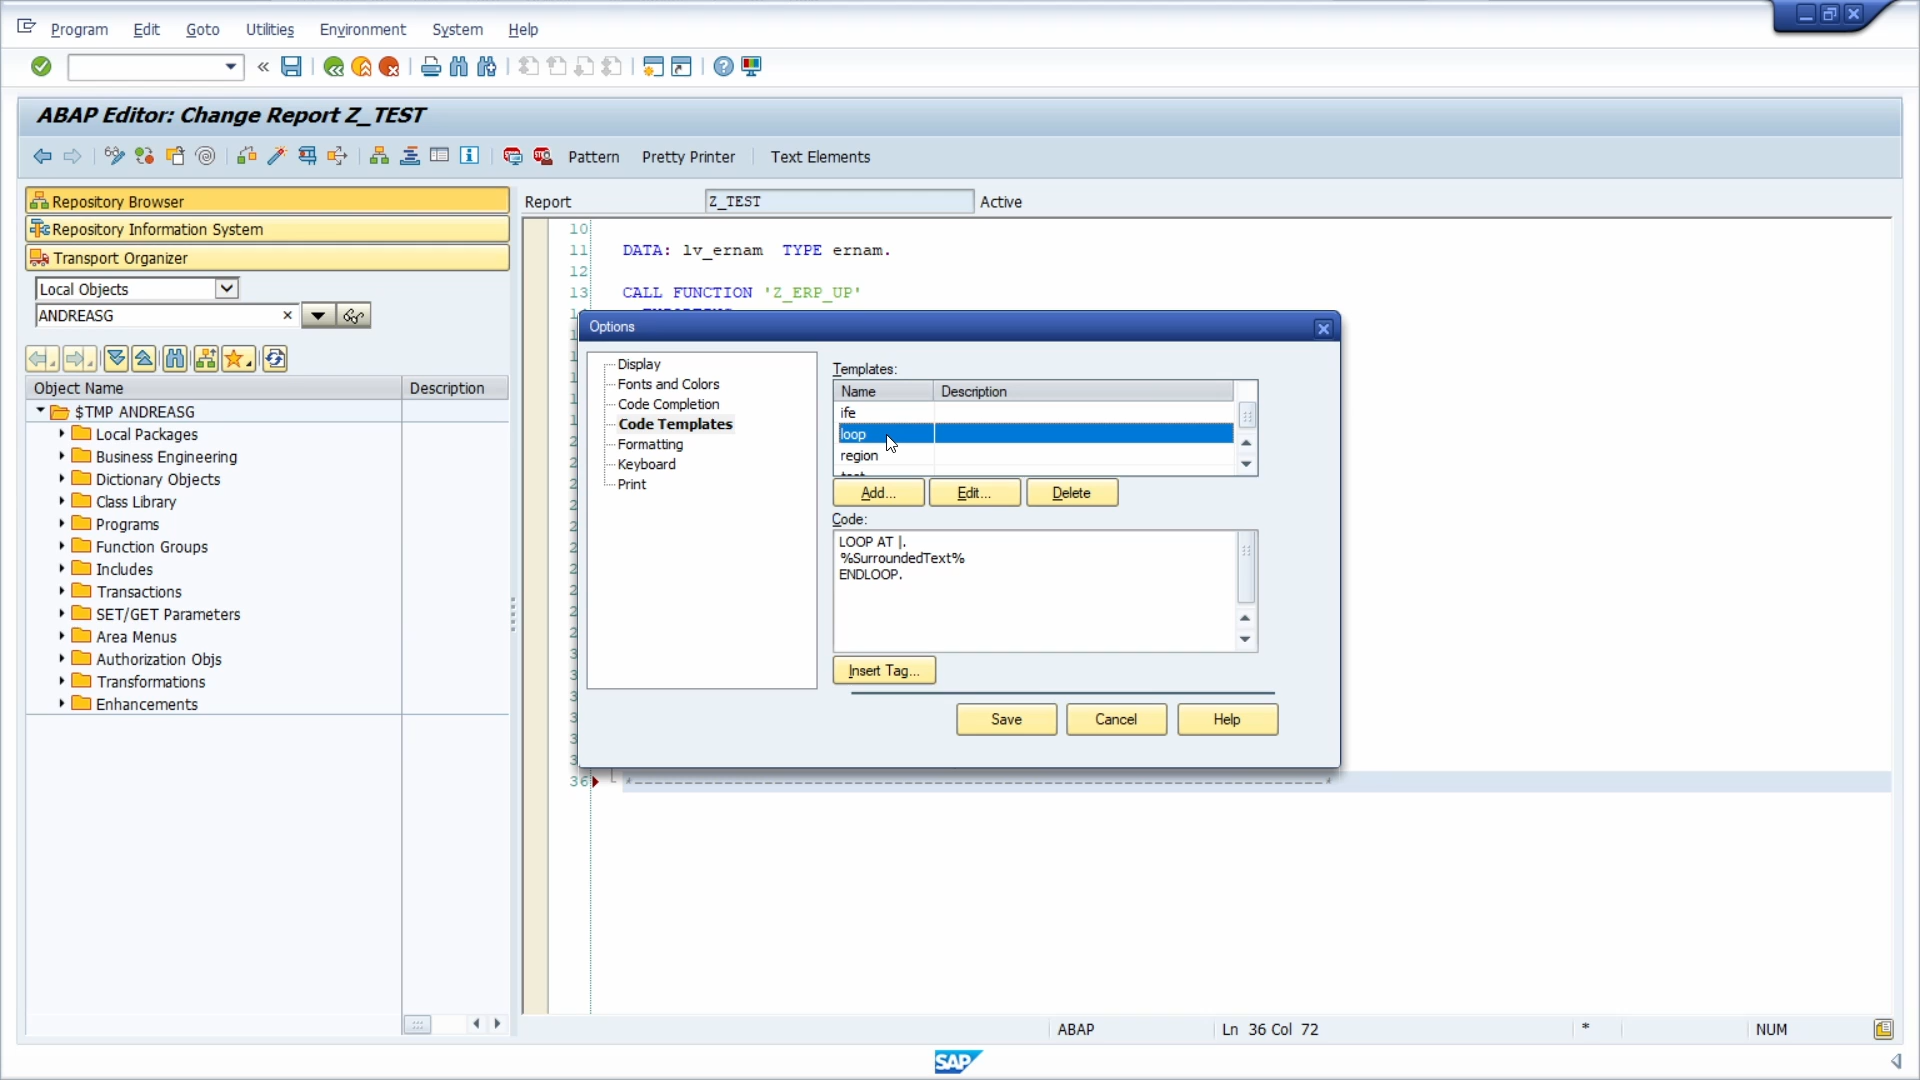 Program Edit Goto Utilities Environment System Help
ABAP Editor: Change Report Z_TEST
Pattern Pretty Printer Text Elements
Repository Browser
Repository Information System
Transport Organizer
Local Objects
ANDREASG
Object Name Description
$TMP ANDREASG
Local Packages
Business Engineering
Dictionary Objects
Class Library
Programs
Function Groups
Includes
Transactions
SET/GET Parameters
Area Menus
Authorization Objs
Transformations
Enhancements
Report Z_TEST Active
10
11 DATA: lv_ernam TYPE ernam.
12
13 CALL FUNCTION 'Z_ERP_UP'
Options
Display
Fonts and Colors
Code Completion
Code Templates
Formatting
Keyboard
Print
Templates:
Name Description
ife
loop
region
Add... Edit... Delete
Code:
LOOP AT |.
%SurroundedText%
ENDLOOP.
Insert Tag...
Save Cancel Help
36 *----------------------------------------------------------------------*
ABAP Ln 36 Col 72 * NUM
SAP